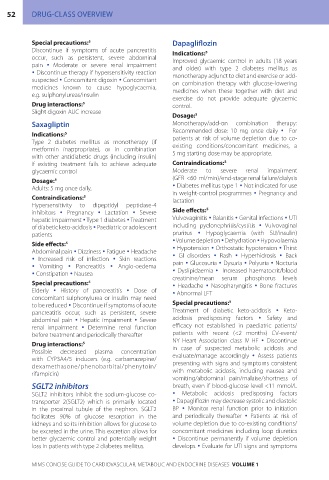 52 DRUG-CLASS OVERVIEW
Special precautions:⁸
Discontinue if symptoms of acute pancreatitis
occur, such as persistent, severe abdominal
pain • Moderate or severe renal impairment
• Discontinue therapy if hypersensitivity reaction
suspected • Concomitant digoxin • Concomitant
medicines known to cause hypoglycaemia,
e.g. sulphonylureas/insulin
Drug interactions:⁸
Slight digoxin AUC increase
Saxagliptin
Indications:⁹
Type 2 diabetes mellitus as monotherapy (if
metformin inappropriate), or in combination
with other antidiabetic drugs (including insulin)
if existing treatment fails to achieve adequate
glycaemic control
Dosage:⁹
Adults: 5 mg once daily.
Contraindications:⁹
Hypersensitivity to dipeptidyl peptidase-4
inhibitors • Pregnancy • Lactation • Severe
hepatic impairment • Type 1 diabetes • Treatment
of diabetic keto-acidosis • Paediatric or adolescent
patients
Side effects:⁹
Abdominal pain • Dizziness • Fatigue • Headache
• Increased risk of infection • Skin reactions
• Vomiting • Pancreatitis • Angio-oedema
• Constipation • Nausea
Special precautions:⁹
Elderly • History of pancreatitis • Dose of
concomitant sulphonylurea or insulin may need
to be reduced • Discontinue if symptoms of acute
pancreatitis occur, such as persistent, severe
abdominal pain • Hepatic impairment • Severe
renal impairment • Determine renal function
before treatment and periodically thereafter
Drug interactions:⁹
Possible decreased plasma concentration
with CYP3A4/5 inducers (e.g. carbamazepine/
dexamethasone/phenobarbital/phenytoin/
rifampicin)
SGLT2 inhibitors
SGLT2 inhibitors inhibit the sodium-glucose co-
transporter 2(SGLT2) which is primarily located
in the proximal tubule of the nephron. SGLT2
facilitates 90% of glucose resorption in the
kidneys and so its inhibition allows for glucose to
be excreted in the urine. This excretion allows for
better glycaemic control and potentially weight
loss in patients with type 2 diabetes mellitus.
Dapagliflozin
Indications:⁹
Improved glycaemic control in adults (18 years
and older) with type 2 diabetes mellitus as
monotherapy adjunct to diet and exercise or add-
on combination therapy with glucose-lowering
medicines when these together with diet and
exercise do not provide adequate glycaemic
control.
Dosage:⁹
Monotherapy/add-on combination therapy:
Recommended dose: 10 mg once daily • For
patients at risk of volume depletion due to co-
existing conditions/concomitant medicines, a
5 mg starting dose may be appropriate.
Contraindications:⁹
Moderate to severe renal impairment
(GFR <60 ml/min)/end-stage renal failure/dialysis
• Diabetes mellitus type 1 • Not indicated for use
in weight-control programmes • Pregnancy and
lactation
Side effects:⁹
Vulvovaginitis • Balanitis • Genital infections • UTI
including pyelonephritis/cystitis • Vulvovaginal
pruritus • Hypoglycaemia (with SU/insulin)
• Volume depletion • Dehydration • Hypovolaemia
• Hypotension • Orthostatic hypotension • Thirst
• GI disorders • Rash • Hyperhidrosis • Back
pain • Glucosuria • Dysuria • Polyuria • Nocturia
• Dyslipidaemia • Increased haematocrit/blood
creatinine/mean serum phosphorus levels
• Headache • Nasopharyngitis • Bone fractures
• Abnormal LFT
Special precautions:⁹
Treatment of diabetic keto-acidosis • Keto-
acidosis predisposing factors • Safety and
efficacy not established in paediatric patients/
patients with recent (<2 months) CV-event/
NY Heart Association class IV HF • Discontinue
in case of suspected metabolic acidosis and
evaluate/manage accordingly • Assess patients
presenting with signs and symptoms consistent
with metabolic acidosis, including nausea and
vomiting/abdominal pain/malaise/shortness of
breath, even if blood-glucose level <11 mmol/L
• Metabolic acidosis predisposing factors
• Dapagliflozin may decrease systolic and diastolic
BP • Monitor renal function prior to initiation
and periodically thereafter • Patients at risk of
volume depletion due to co-existing conditions/
concomitant medicines including loop diuretics
• Discontinue permanently if volume depletion
develops • Evaluate for UTI signs and symptoms
MIMS CONCISE GUIDE TO CARDIOVASCULAR, METABOLIC AND ENDOCRINE DISEASES VOLUME 1